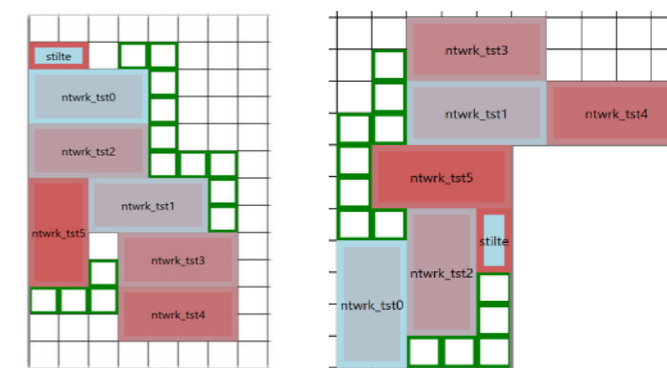 stilte
ntwrk_tst0
ntwrk_tst2
ntwrk_tst1
ntwrk_tst5
ntwrk_tst3
ntwrk_tst4
ntwrk_tst3
ntwrk_tst1
ntwrk_tst4
ntwrk_tst5
stilte
ntwrk_tst2
ntwrk_tst0